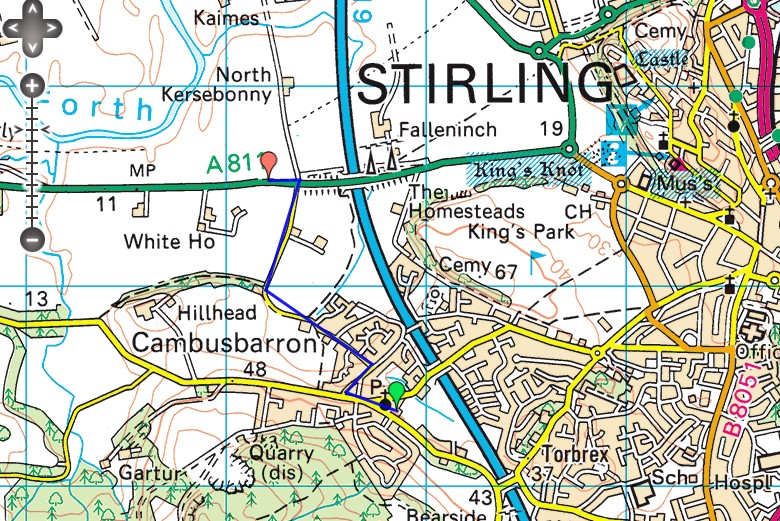 Kaimes
Cemy
Castle
North
Kersebonny
STIRLING
orth
Falleninch
19
A811
King's Knot
MP
Mus's
11
The
Homesteads
CH
White Ho
King's Park
Cemy 67
13
Hillhead
Cambusbarron
48
P
B8051
Quarry
(dis)
Torbrex
Gartur
37
Sch
Hospl
43
Bearside